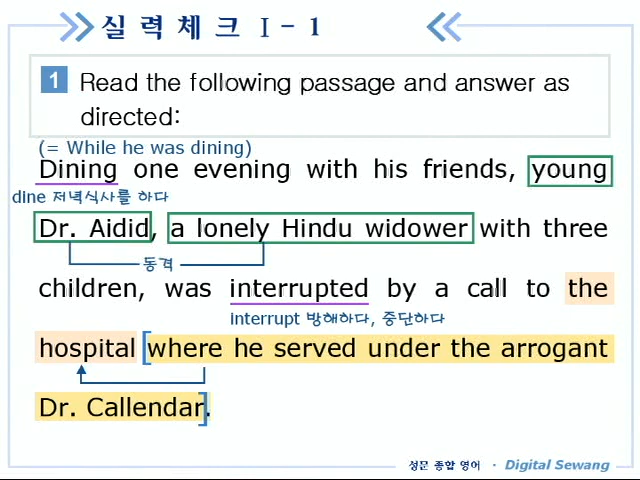 실력체크 I - 1
1 Read the following passage and answer as
directed:
(= While he was dining)
Dining one evening with his friends, young
dine 저녁식사를 하다
Dr. Aidid, a lonely Hindu widower with three
동격
children, was interrupted by a call to the
interrupt 방해하다, 중단하다
hospital [where he served under the arrogant
Dr. Callendar].
성문 종합 영어 · Digital Sewang